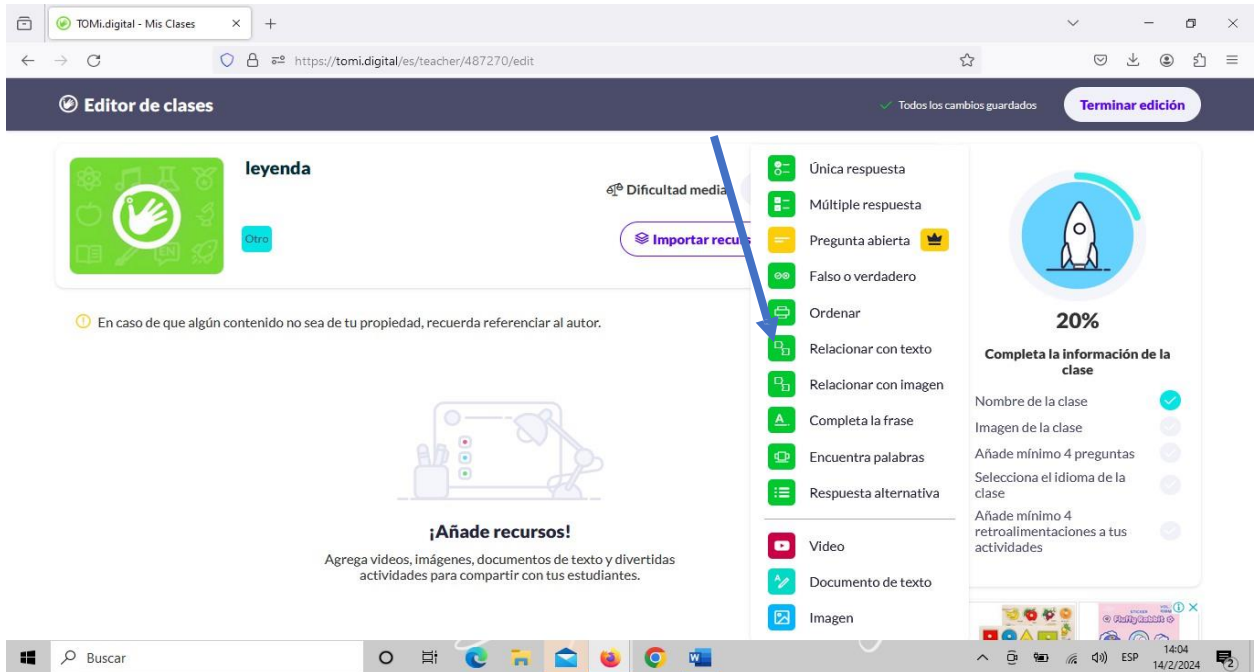 TOMi.digital - Mis Clases
https://tomi.digital/es/teacher/487270/edit
Editor de clases
Todos los cambios guardados
Terminar edición
leyenda
Otro
Dificultad media
Importar recurs
En caso de que algún contenido no sea de tu propiedad, recuerda referenciar al autor.
¡Añade recursos!
Agrega videos, imágenes, documentos de texto y divertidas
actividades para compartir con tus estudiantes.
Única respuesta
Múltiple respuesta
Pregunta abierta
Falso o verdadero
Ordenar
Relacionar con texto
Relacionar con imagen
Completa la frase
Encuentra palabras
Respuesta alternativa
Video
Documento de texto
Imagen
20%
Completa la información de la
clase
Nombre de la clase
Imagen de la clase
Añade mínimo 4 preguntas
Selecciona el idioma de la
clase
Añade mínimo 4
retroalimentaciones a tus
actividades
Buscar
ESP
14:04
14/2/2024
2